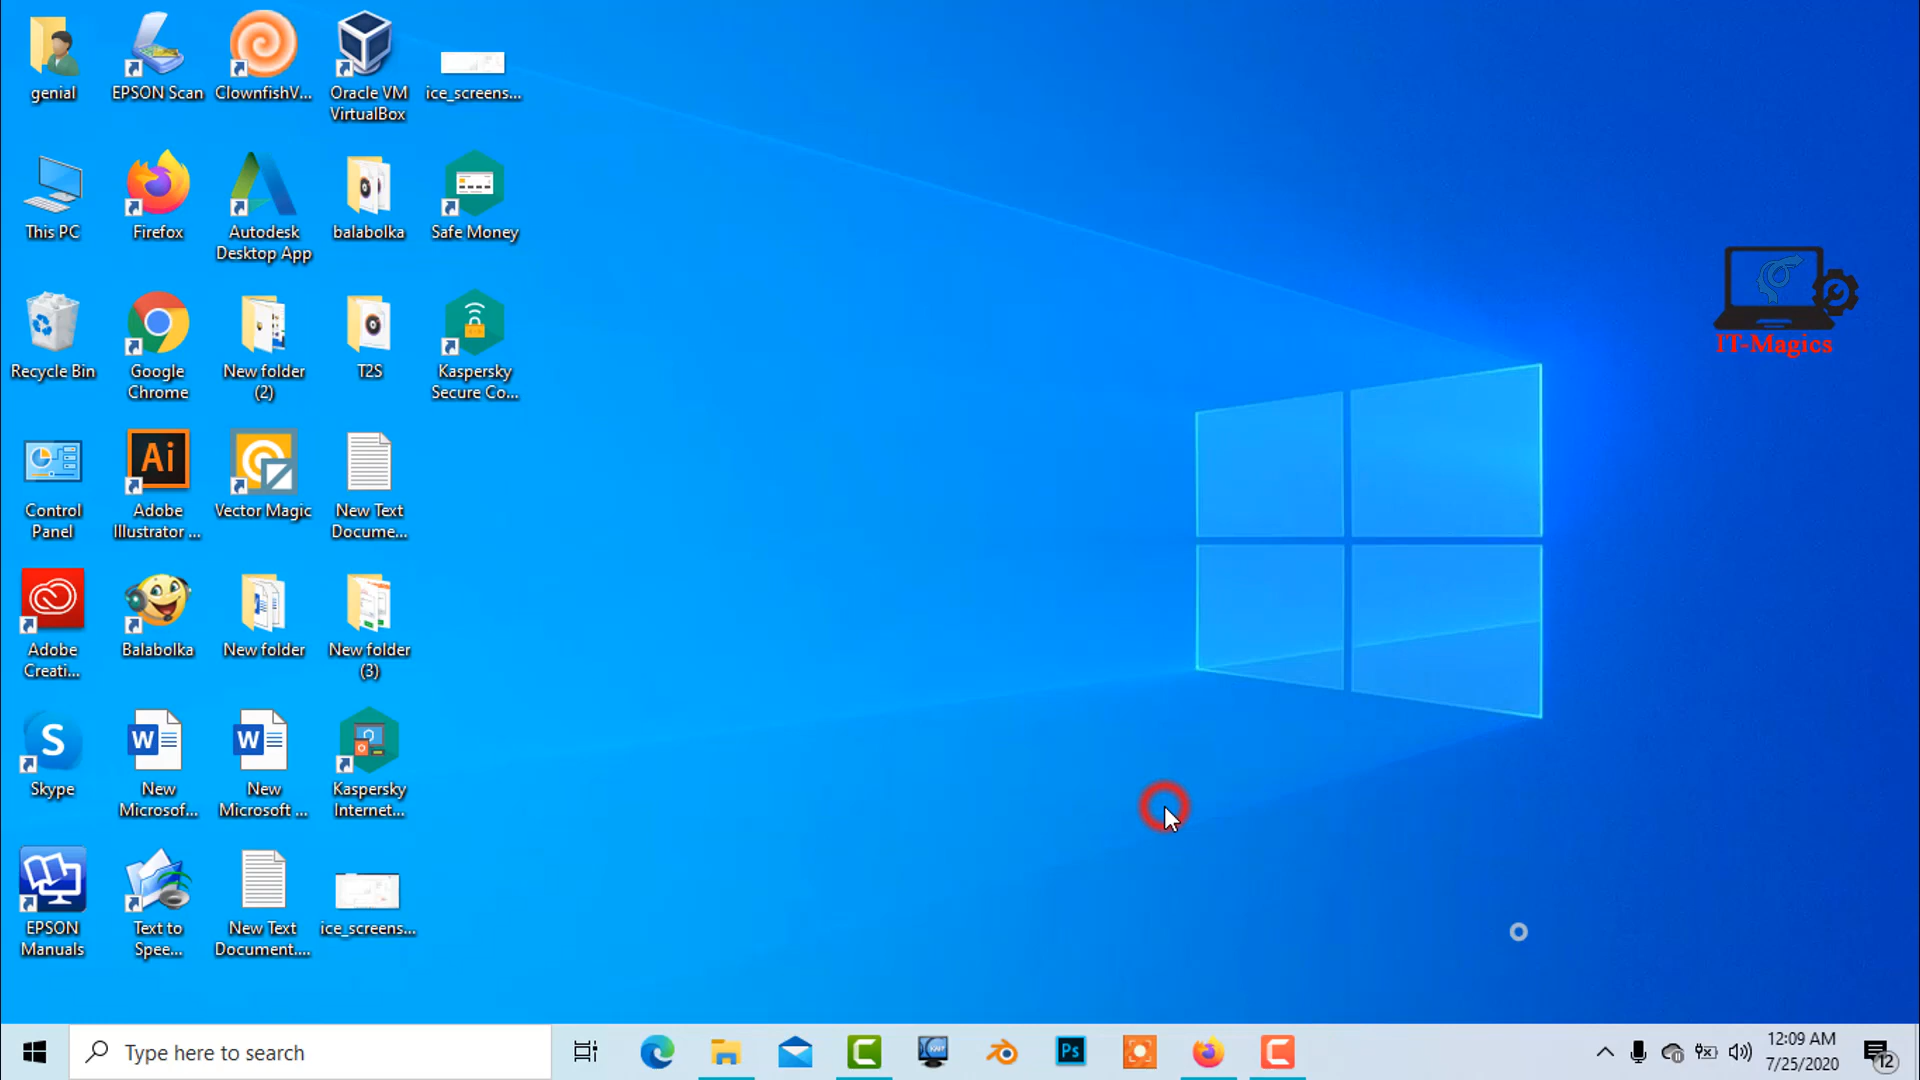 genial
EPSON Scan
ClownfishV...
Oracle VM
VirtualBox
ice_screens...
This PC
Firefox
Autodesk
Desktop App
balabolka
Safe Money
Recycle Bin
Google
Chrome
New folder
(2)
T2S
Kaspersky
Secure Co...
IT-Magics
Control
Panel
Ai
Adobe
Illustrator ...
Vector Magic
New Text
Docume...
Adobe
Creati...
Balabolka
New folder
New folder
(3)
S
Skype
W
New
Microsof...
W
New
Microsoft ...
Kaspersky
Internet...
EPSON
Manuals
Text to
Spee...
New Text
Document....
ice_screens...
Type here to search
Ps
12:09 AM
7/25/2020
12